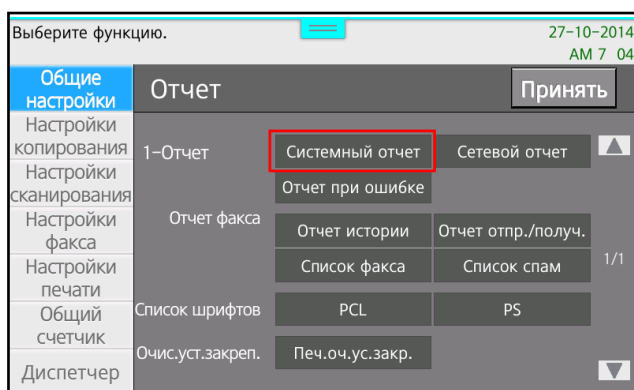 Выберите функцию.
27-10-2014
AM 7 04
Общие
настройки
Отчет
Принять
Настройки
копирования
1-Отчет
Системный отчет
Сетевой отчет
Настройки
сканирования
Отчет при ошибке
Настройки
факса
Отчет факса
Отчет истории
Отчет отпр./получ.
Настройки
печати
Список факса
Список спам
1/1
Общий
счетчик
Список шрифтов
PCL
PS
Очис.уст.закреп.
Печ.оч.ус.закр.
Диспетчер